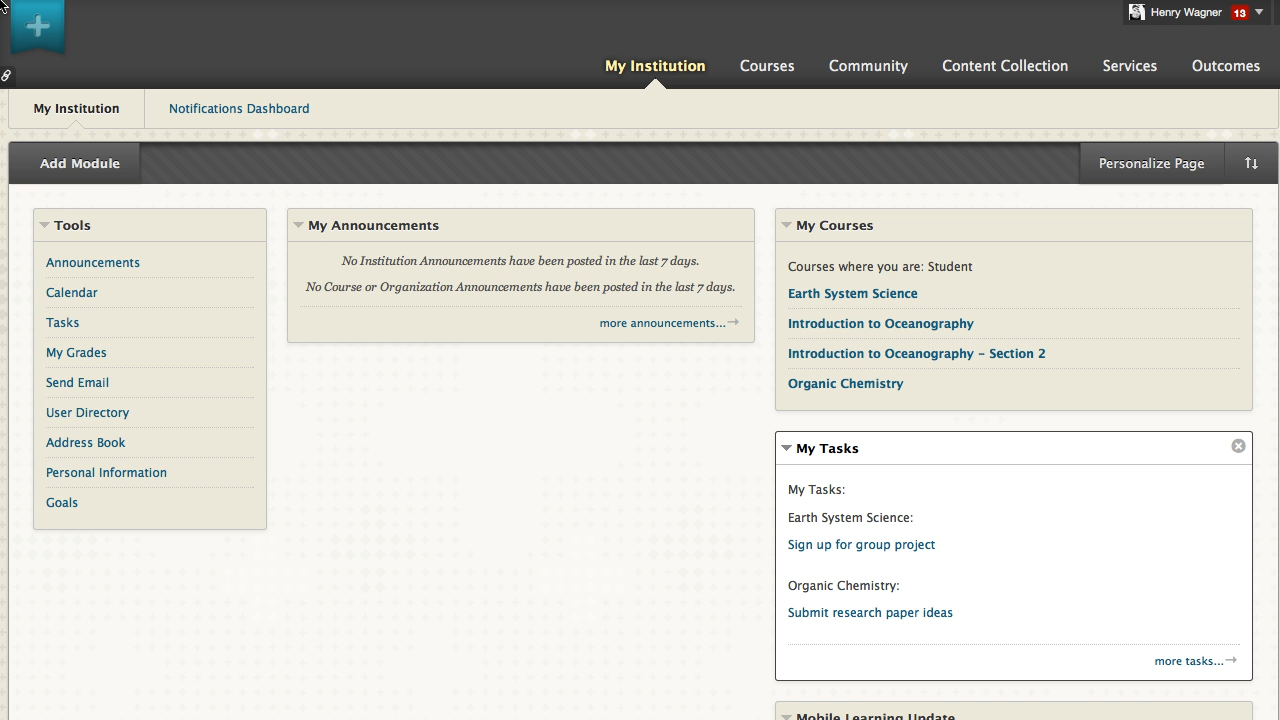 Henry Wagner 13
My Institution Courses Community Content Collection Services Outcomes
My Institution Notifications Dashboard
Add Module Personalize Page
Tools
Announcements
Calendar
Tasks
My Grades
Send Email
User Directory
Address Book
Personal Information
Goals
My Announcements
No Institution Announcements have been posted in the last 7 days.
No Course or Organization Announcements have been posted in the last 7 days.
more announcements...→
My Courses
Courses where you are: Student
Earth System Science
Introduction to Oceanography
Introduction to Oceanography – Section 2
Organic Chemistry
My Tasks
My Tasks:
Earth System Science:
Sign up for group project
Organic Chemistry:
Submit research paper ideas
more tasks...→
Mobile Learning Update